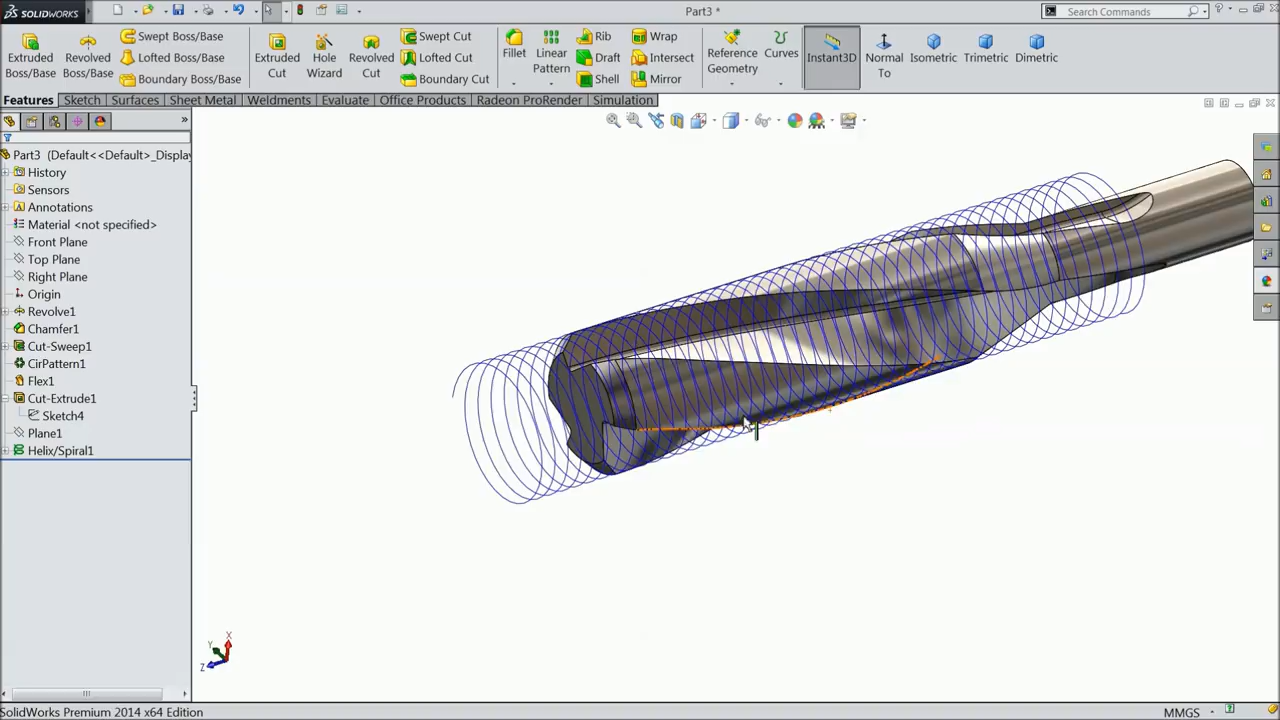 SOLIDWORKS
Part3 *
Search Commands
Extruded Boss/Base
Revolved Boss/Base
Swept Boss/Base
Lofted Boss/Base
Boundary Boss/Base
Extruded Cut
Hole Wizard
Revolved Cut
Swept Cut
Lofted Cut
Boundary Cut
Fillet
Linear Pattern
Rib
Draft
Shell
Wrap
Intersect
Mirror
Reference Geometry
Curves
Instant3D
Normal To
Isometric
Trimetric
Dimetric
Features
Sketch
Surfaces
Sheet Metal
Weldments
Evaluate
Office Products
Radeon ProRender
Simulation
Part3 (Default<<Default>_Display
History
Sensors
Annotations
Material <not specified>
Front Plane
Top Plane
Right Plane
Origin
Revolve1
Chamfer1
Cut-Sweep1
CirPattern1
Flex1
Cut-Extrude1
Sketch4
Plane1
Helix/Spiral1
X
Y
Z
SolidWorks Premium 2014 x64 Edition
MMGS